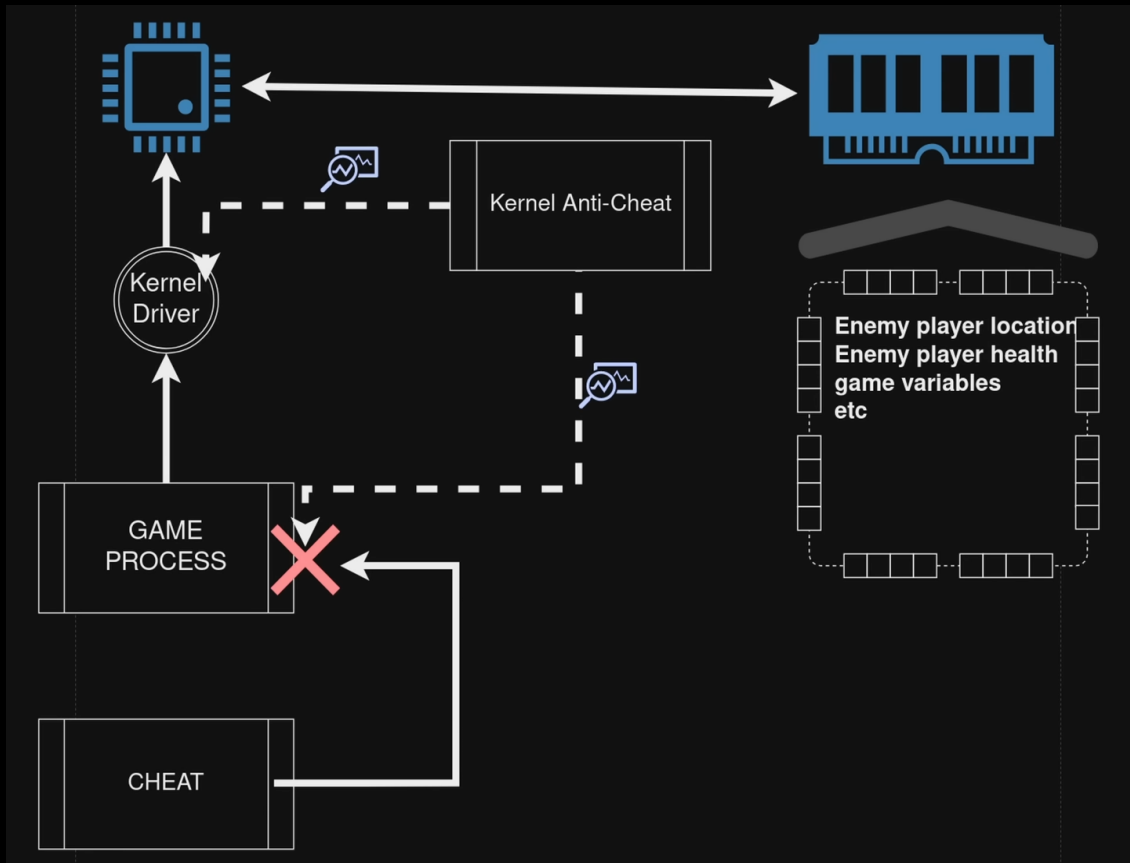 Kernel Anti-Cheat
Kernel
Driver
Enemy player location
Enemy player health
game variables
etc
GAME
PROCESS
CHEAT